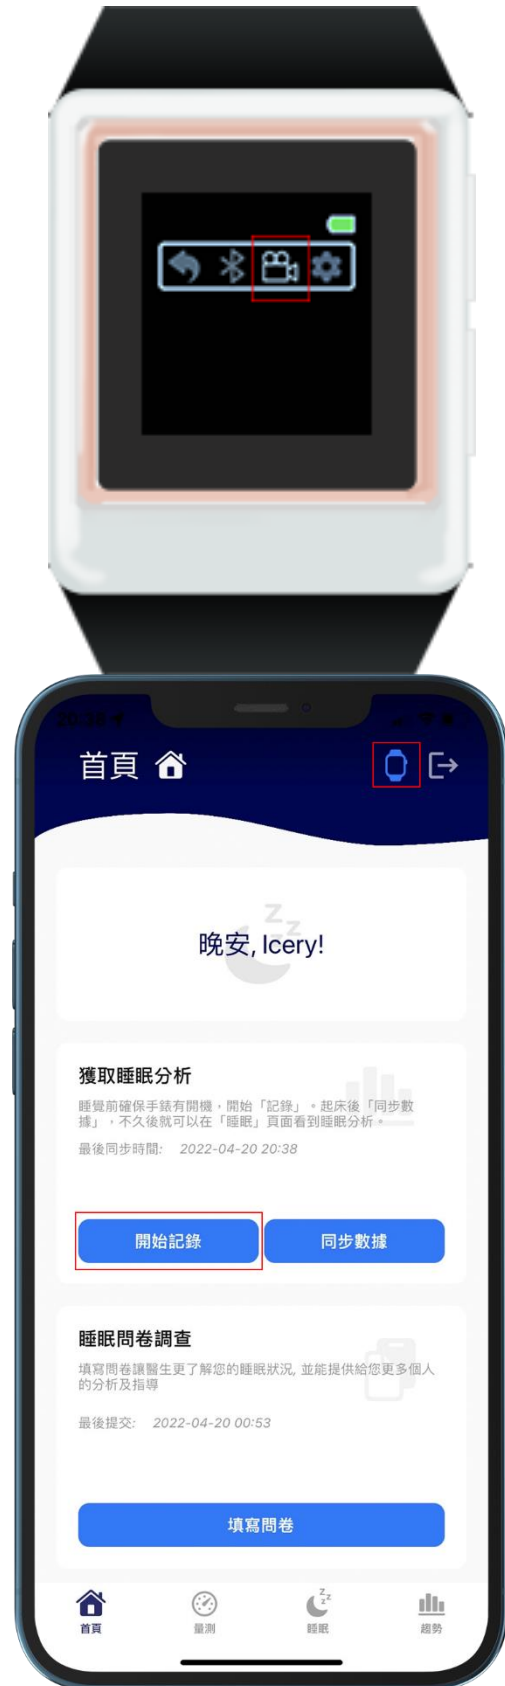 首頁
晚安, Icery!
獲取睡眠分析
睡覺前確保手錶有開機，開始「記錄」。起床後「同步數
據」，不久後就可以在「睡眠」頁面看到睡眠分析。
最後同步時間: 2022-04-20 20:38
開始記錄 同步數據
睡眠問卷調查
填寫問卷讓醫生更了解您的睡眠狀況, 並能提供給您更多個人
的分析及指導
最後提交: 2022-04-20 00:53
填寫問卷
首頁 量測 睡眠 趨勢